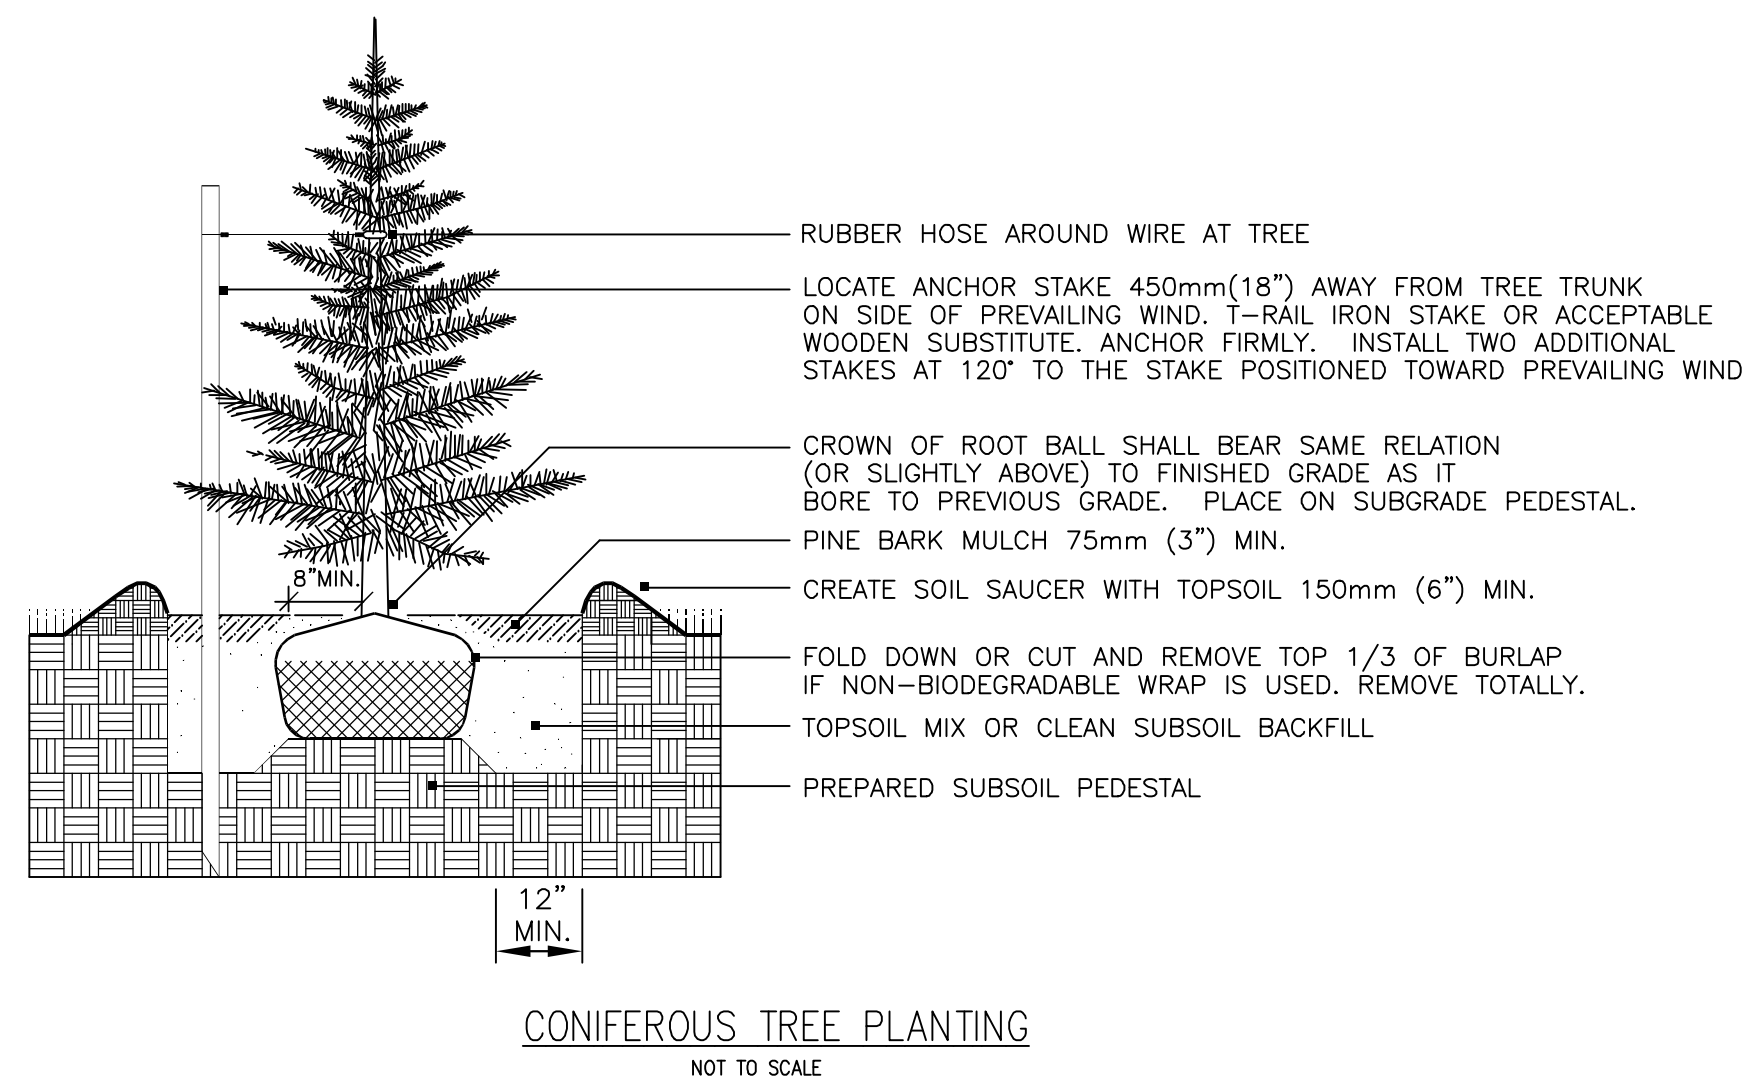 RUBBER HOSE AROUND WIRE AT TREE
LOCATE ANCHOR STAKE 450mm(18") AWAY FROM TREE TRUNK
ON SIDE OF PREVAILING WIND. T-RAIL IRON STAKE OR ACCEPTABLE
WOODEN SUBSTITUTE. ANCHOR FIRMLY. INSTALL TWO ADDITIONAL
STAKES AT 120° TO THE STAKE POSITIONED TOWARD PREVAILING WIND
CROWN OF ROOT BALL SHALL BEAR SAME RELATION
(OR SLIGHTLY ABOVE) TO FINISHED GRADE AS IT
BORE TO PREVIOUS GRADE. PLACE ON SUBGRADE PEDESTAL.
PINE BARK MULCH 75mm (3") MIN.
8"MIN.
CREATE SOIL SAUCER WITH TOPSOIL 150mm (6") MIN.
FOLD DOWN OR CUT AND REMOVE TOP 1/3 OF BURLAP
IF NON-BIODEGRADABLE WRAP IS USED. REMOVE TOTALLY.
TOPSOIL MIX OR CLEAN SUBSOIL BACKFILL
PREPARED SUBSOIL PEDESTAL
12"
MIN.
CONIFEROUS TREE PLANTING
NOT TO SCALE